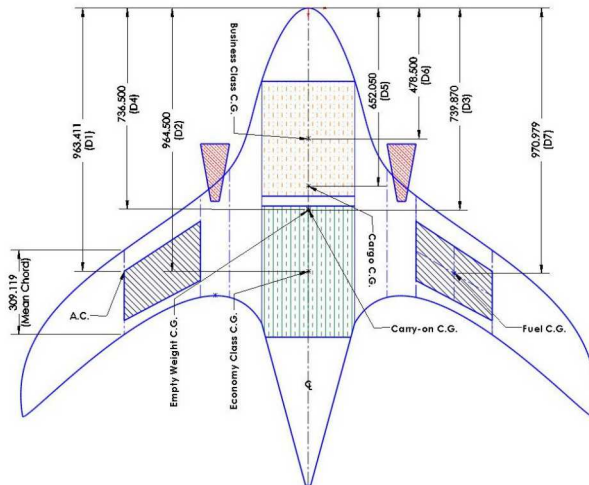 963.411
{D1}
736.500
{D4}
964.500
{D2}
Business Class C.G.
652.050
{D5}
478.500
{D6}
739.870
{D3}
970.979
{D7}
309.119
(Mean Chord)
A.C.
Empty Weight C.G.
Economy Class C.G.
Cargo C.G.
Carry-on C.G.
Fuel C.G.
℄